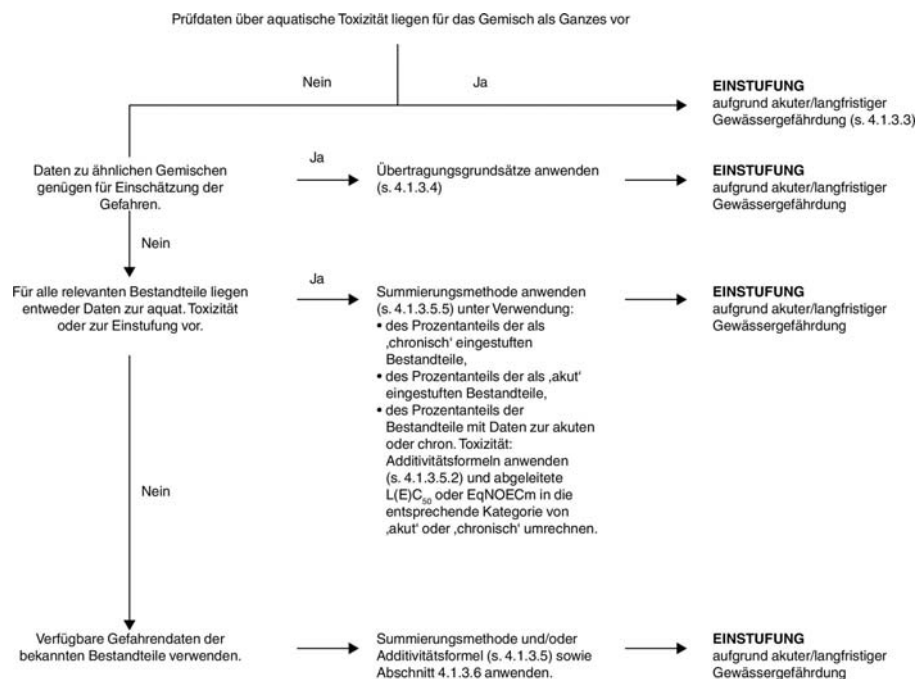 Prüfdaten über aquatische Toxizität liegen für das Gemisch als Ganzes vor
Nein
Ja
EINSTUFUNG
aufgrund akuter/langfristiger
Gewässergefährdung (s. 4.1.3.3)
Daten zu ähnlichen Gemischen
genügen für Einschätzung der
Gefahren.
Ja
Übertragungsgrundsätze anwenden
(s. 4.1.3.4)
EINSTUFUNG
aufgrund akuter/langfristiger
Gewässergefährdung
Nein
Für alle relevanten Bestandteile liegen
entweder Daten zur aquat. Toxizität
oder zur Einstufung vor.
Ja
Summierungsmethode anwenden
(s. 4.1.3.5.5) unter Verwendung:
• des Prozentanteils der als
‚chronisch‘ eingestuften
Bestandteile,
• des Prozentanteils der als ‚akut‘
eingestuften Bestandteile,
• des Prozentanteils der
Bestandteile mit Daten zur akuten
oder chron. Toxizität:
Additivitätsformeln anwenden
(s. 4.1.3.5.2) und abgeleitete
L(E)C₅₀ oder EqNOECm in die
entsprechende Kategorie von
‚akut‘ oder ‚chronisch‘ umrechnen.
EINSTUFUNG
aufgrund akuter/langfristiger
Gewässergefährdung
Nein
Verfügbare Gefahrendaten der
bekannten Bestandteile verwenden.
Summierungsmethode und/oder
Additivitätsformel (s. 4.1.3.5) sowie
Abschnitt 4.1.3.6 anwenden.
EINSTUFUNG
aufgrund akuter/langfristiger
Gewässergefährdung